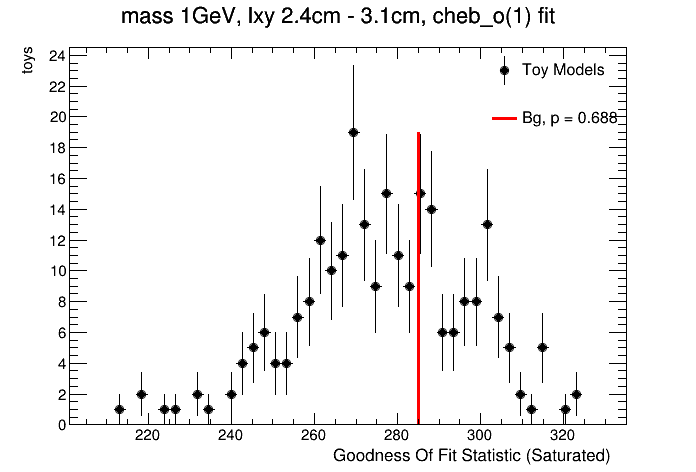 mass 1GeV, lxy 2.4cm - 3.1cm, cheb_o(1) fit
toys
24
22
20
18
16
14
12
10
8
6
4
2
0
Toy Models
Bg, p = 0.688
220 240 260 280 300 320
Goodness Of Fit Statistic (Saturated)